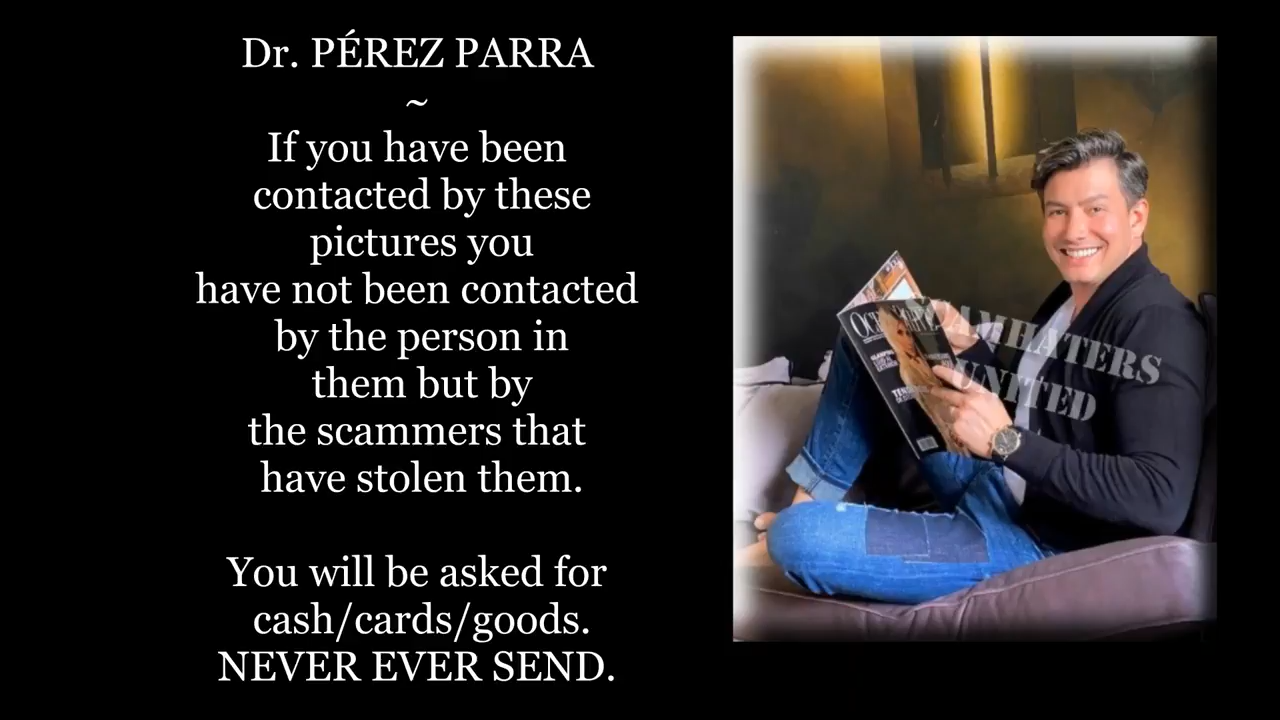 Dr. PÉREZ PARRA
~
If you have been
contacted by these
pictures you
have not been contacted
by the person in
them but by
the scammers that
have stolen them.
You will be asked for
cash/cards/goods.
NEVER EVER SEND.
SCAMHATERS
UNITED